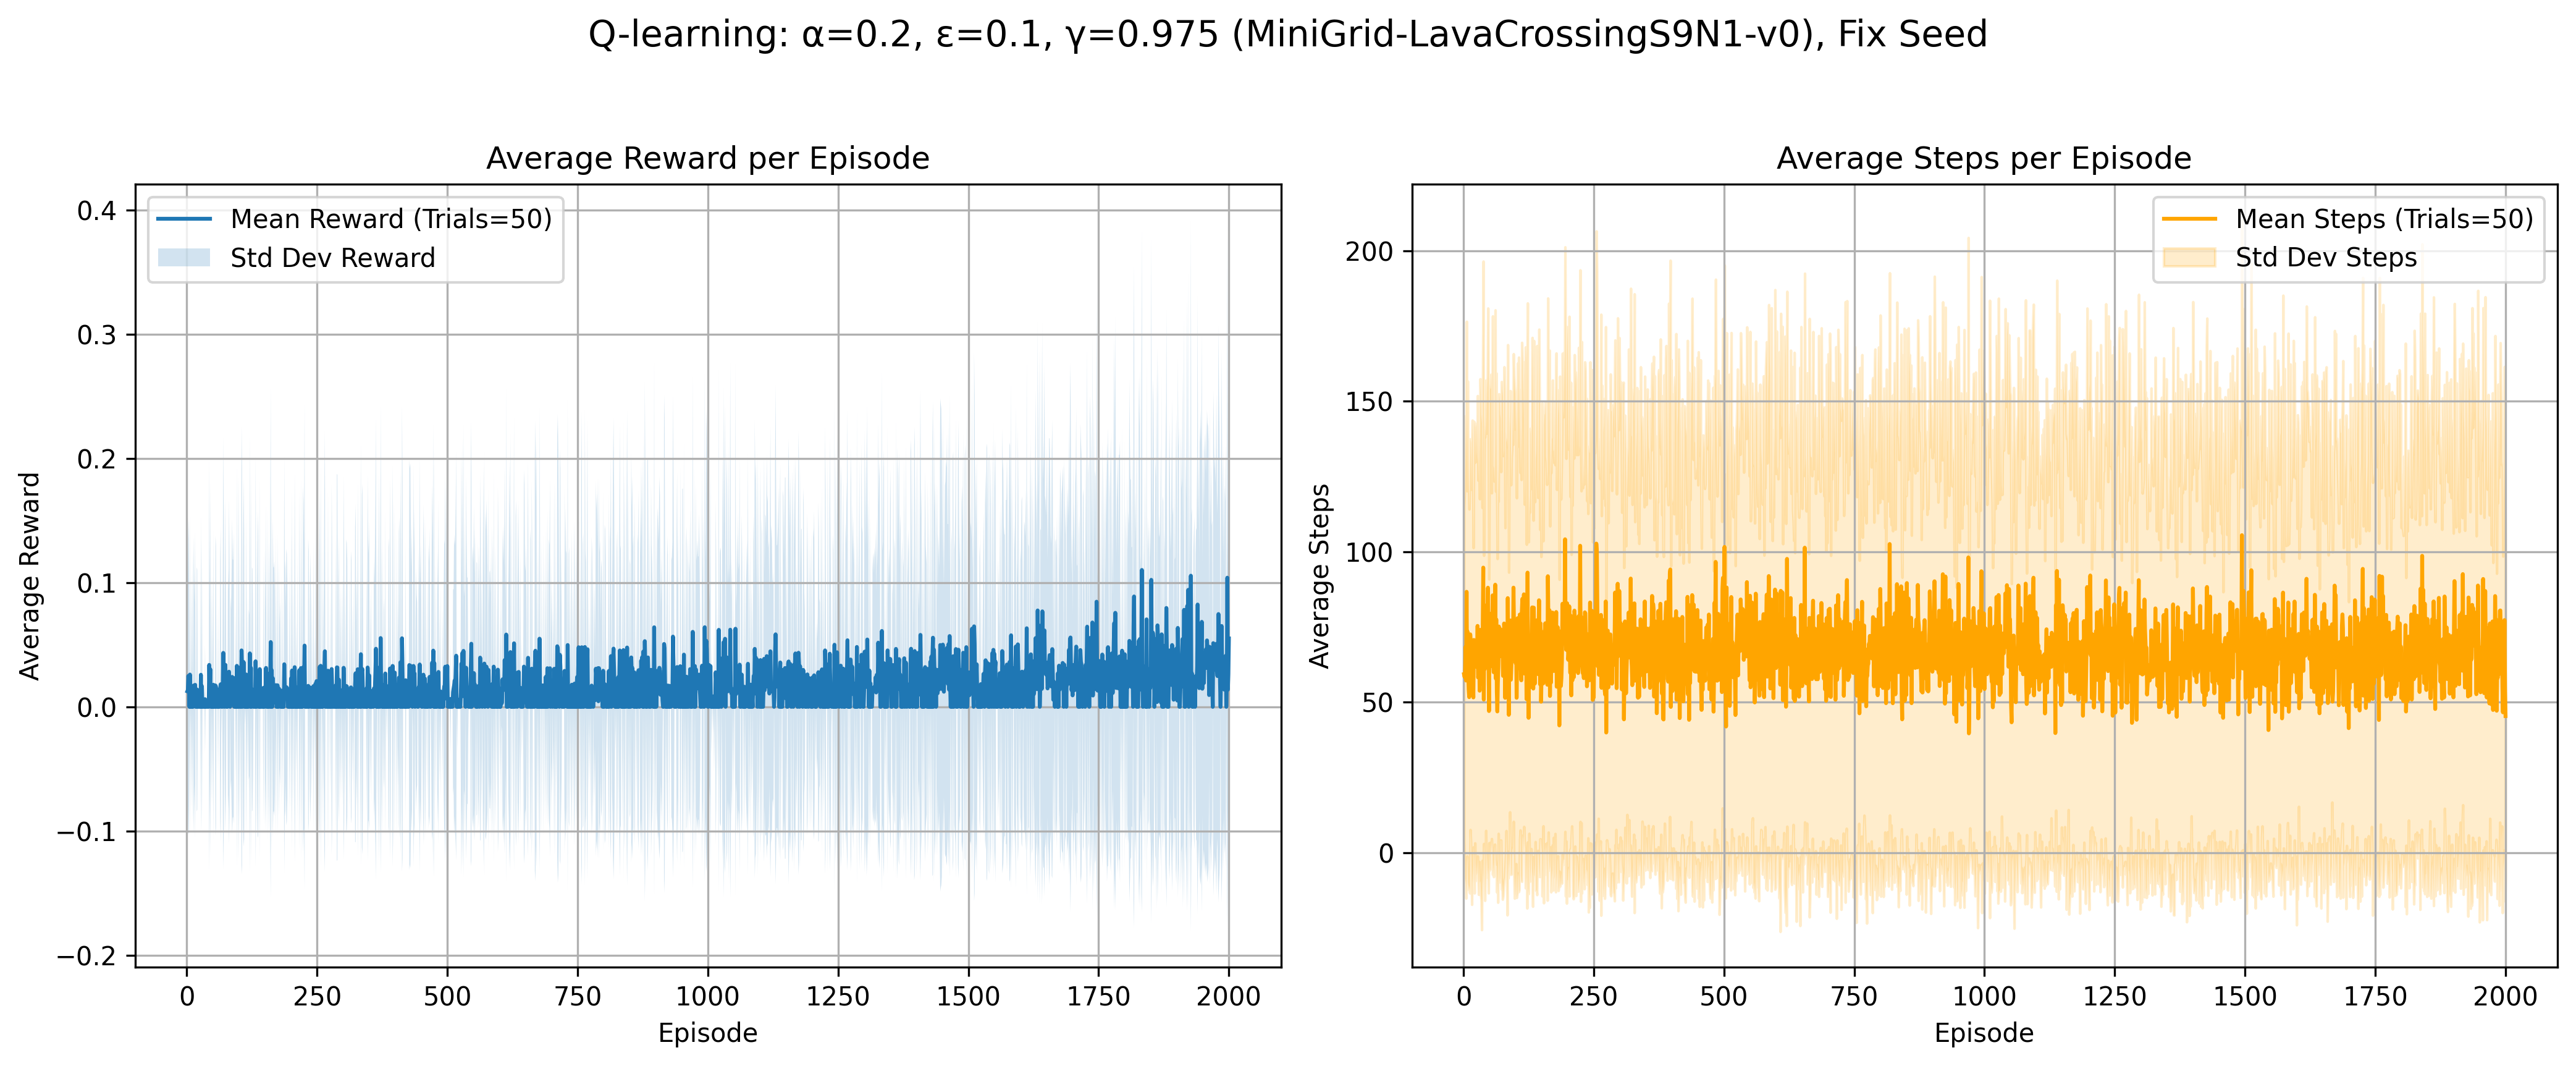 Q-learning: α=0.2, ε=0.1, γ=0.975 (MiniGrid-LavaCrossingS9N1-v0), Fix Seed
Average Reward per Episode
Mean Reward (Trials=50)
Std Dev Reward
0.4
0.3
0.2
0.1
0.0
−0.1
−0.2
Average Reward
0 250 500 750 1000 1250 1500 1750 2000
Episode
Average Steps per Episode
Mean Steps (Trials=50)
Std Dev Steps
200
150
100
50
0
Average Steps
0 250 500 750 1000 1250 1500 1750 2000
Episode